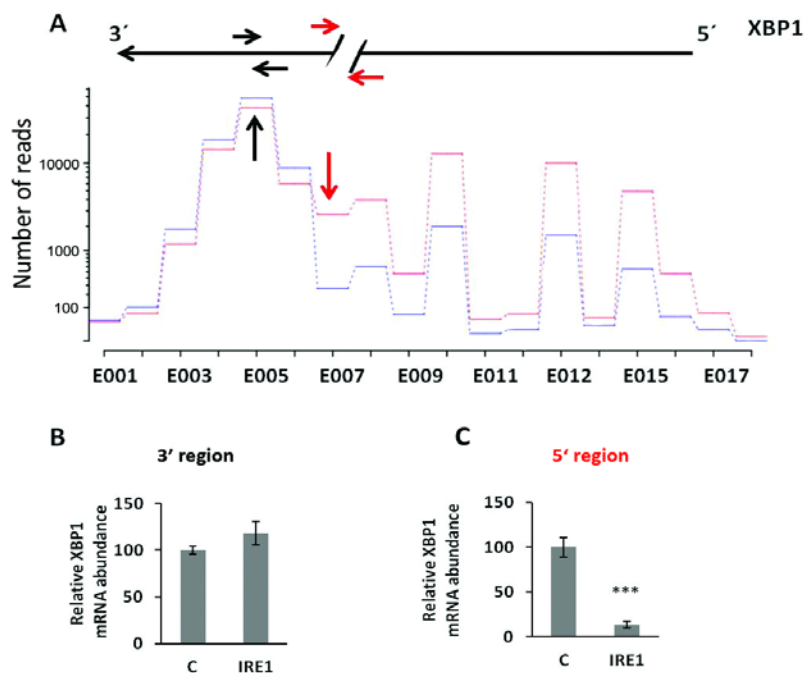 A
3´ 5´ XBP1
Number of reads
10000
1000
100
E001 E003 E005 E007 E009 E011 E012 E015 E017
B
3’ region
Relative XBP1
mRNA abundance
150
100
50
0
C IRE1
C
5‘ region
Relative XBP1
mRNA abundance
150
100
50
0
***
C IRE1